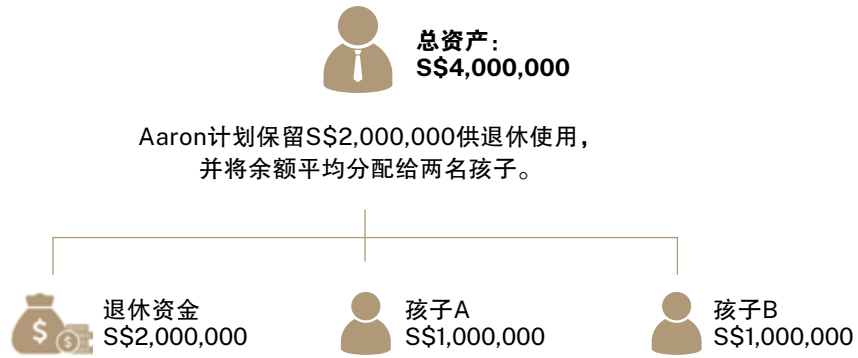 总资产：
S$4,000,000
Aaron计划保留S$2,000,000供退休使用，
并将余额平均分配给两名孩子。
$
$
退休资金
S$2,000,000
孩子A
S$1,000,000
孩子B
S$1,000,000